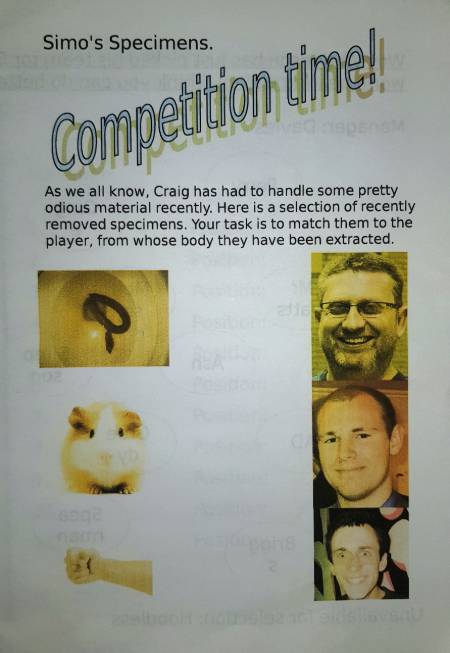 Simo's Specimens.
Competition time!
As we all know, Craig has had to handle some pretty
odious material recently. Here is a selection of recently
removed specimens. Your task is to match them to the
player, from whose body they have been extracted.